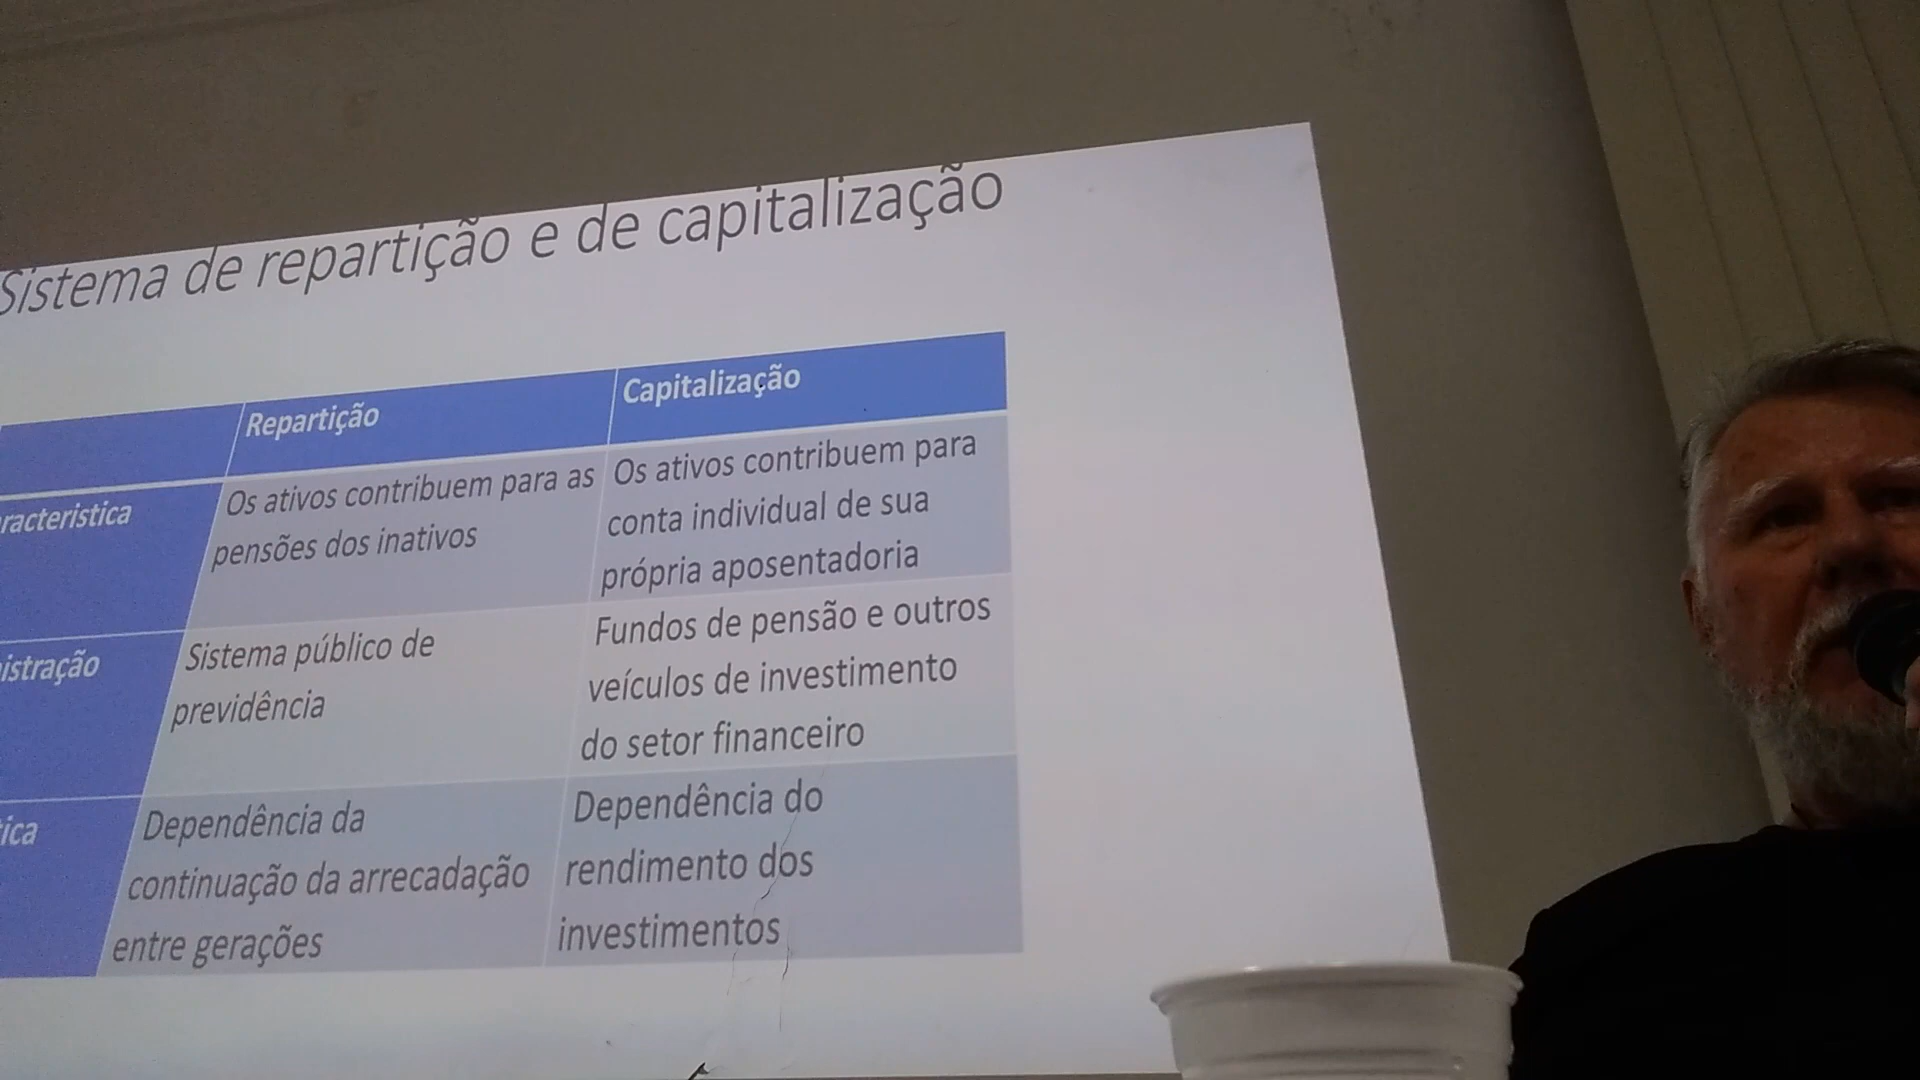 Sistema de repartição e de capitalização
Repartição
Capitalização
racteristica
Os ativos contribuem para as
pensões dos inativos
Os ativos contribuem para
conta individual de sua
própria aposentadoria
istração
Sistema público de
previdência
Fundos de pensão e outros
veículos de investimento
do setor financeiro
ica
Dependência da
continuação da arrecadação
entre gerações
Dependência do
rendimento dos
investimentos